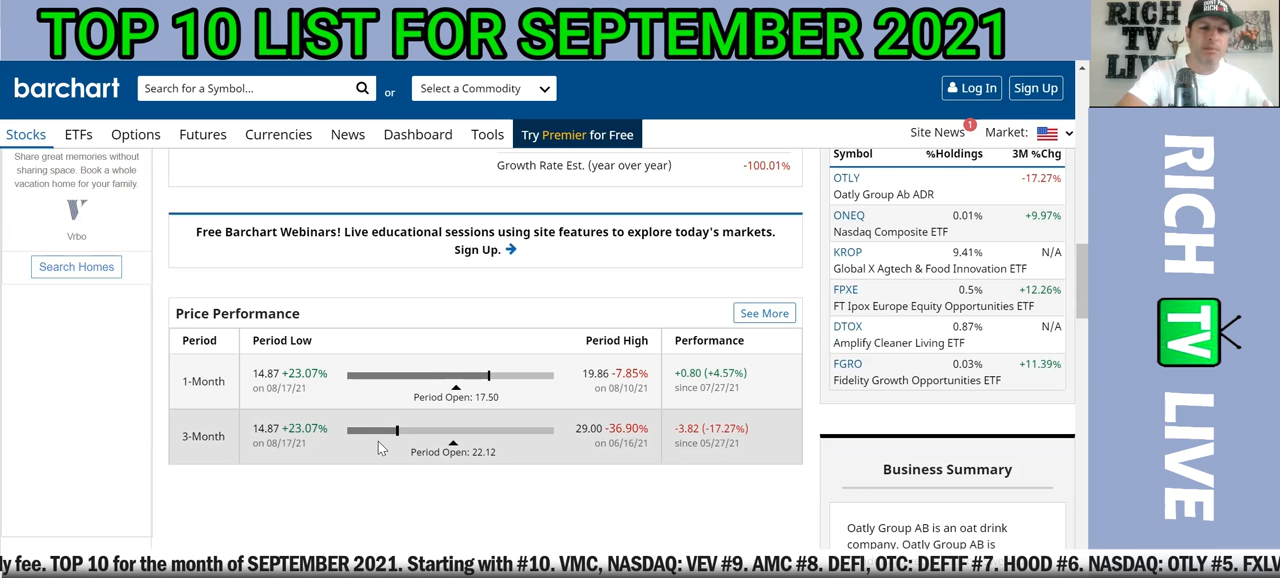 TOP 10 LIST FOR SEPTEMBER 2021
RICH
TV
LIVE
barchart
Search for a Symbol...
or
Select a Commodity
Log In
Sign Up
Stocks
ETFs
Options
Futures
Currencies
News
Dashboard
Tools
Try Premier for Free
Site News
1
Market:
Share great memories without
sharing space. Book a whole
vacation home for your family.
Vrbo
Search Homes
Growth Rate Est. (year over year) -100.01%
Free Barchart Webinars! Live educational sessions using site features to explore today's markets.
Sign Up.
Price Performance
See More
Period Period Low Period High Performance
1-Month
14.87 +23.07%
on 08/17/21
Period Open: 17.50
19.86 -7.85%
on 08/10/21
+0.80 (+4.57%)
since 07/27/21
3-Month
14.87 +23.07%
on 08/17/21
Period Open: 22.12
29.00 -36.90%
on 06/16/21
-3.82 (-17.27%)
since 05/27/21
Symbol %Holdings 3M %Chg
OTLY -17.27%
Oatly Group Ab ADR
ONEQ 0.01% +9.97%
Nasdaq Composite ETF
KROP 9.41% N/A
Global X Agtech & Food Innovation ETF
FPXE 0.5% +12.26%
FT Ipox Europe Equity Opportunities ETF
DTOX 0.87% N/A
Amplify Cleaner Living ETF
FGRO 0.03% +11.39%
Fidelity Growth Opportunities ETF
Business Summary
Oatly Group AB is an oat drink
company. Oatly Group AB is
RICH TV LIVE
ly fee. TOP 10 for the month of SEPTEMBER 2021. Starting with #10. VMC, NASDAQ: VEV #9. AMC #8. DEFI, OTC: DEFTF #7. HOOD #6. NASDAQ: OTLY #5. FXLV